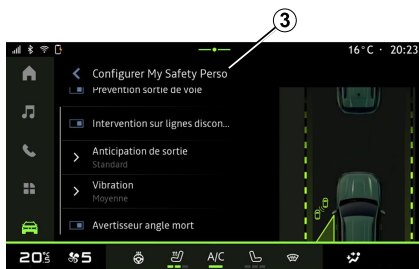 3
16°C · 20:23
Configurer My Safety Perso
Prévention sortie de voie
Intervention sur lignes discon...
Anticipation de sortie
Standard
Vibration
Moyenne
Avertisseur angle mort
20°5 5 A/C